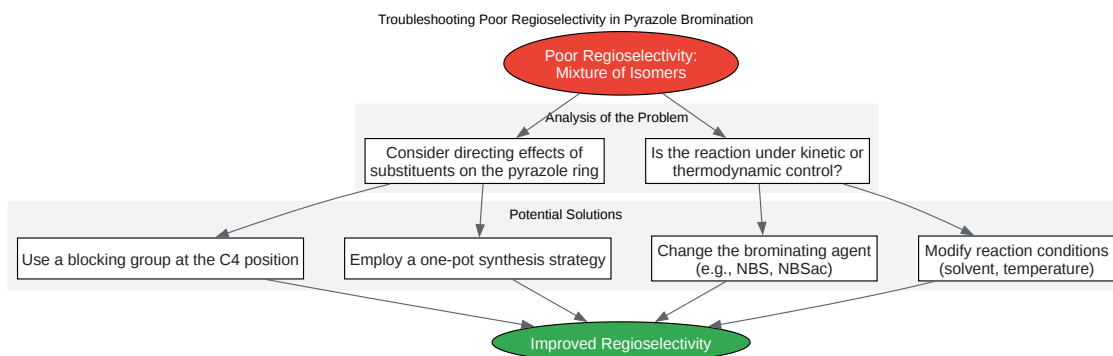 Troubleshooting Poor Regioselectivity in Pyrazole Bromination
Poor Regioselectivity:
Mixture of Isomers
Analysis of the Problem
Consider directing effects of
substituents on the pyrazole ring
Is the reaction under kinetic or
thermodynamic control?
Potential Solutions
Use a blocking group at the C4 position
Employ a one-pot synthesis strategy
Change the brominating agent
(e.g., NBS, NBSac)
Modify reaction conditions
(solvent, temperature)
Improved Regioselectivity